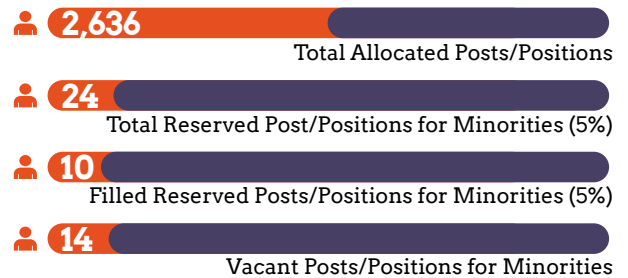 2,636
Total Allocated Posts/Positions
24
Total Reserved Post/Positions for Minorities (5%)
10
Filled Reserved Posts/Positions for Minorities (5%)
14
Vacant Posts/Positions for Minorities